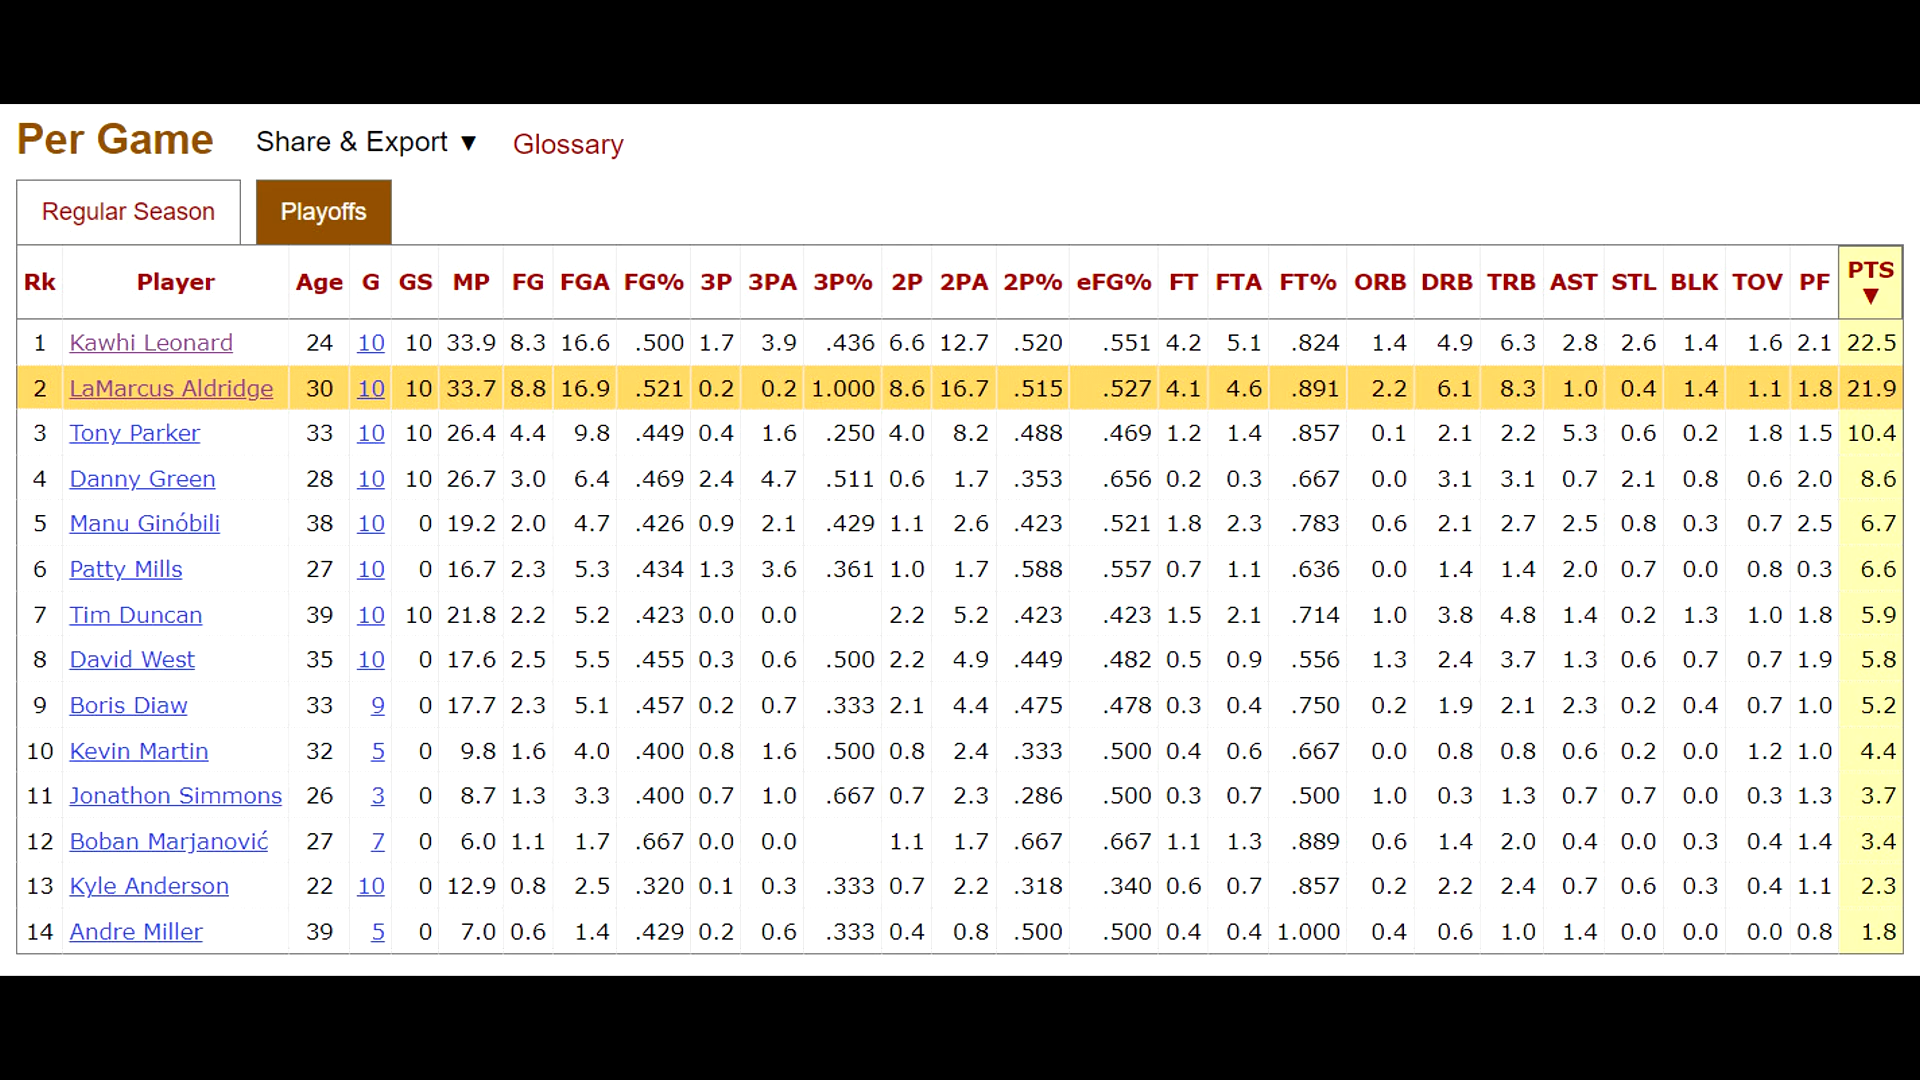 Per Game Share & Export ▼ Glossary
Regular Season Playoffs
Rk Player Age G GS MP FG FGA FG% 3P 3PA 3P% 2P 2PA 2P% eFG% FT FTA FT% ORB DRB TRB AST STL BLK TOV PF PTS ▼
1 Kawhi Leonard 24 10 10 33.9 8.3 16.6 .500 1.7 3.9 .436 6.6 12.7 .520 .551 4.2 5.1 .824 1.4 4.9 6.3 2.8 2.6 1.4 1.6 2.1 22.5
2 LaMarcus Aldridge 30 10 10 33.7 8.8 16.9 .521 0.2 0.2 1.000 8.6 16.7 .515 .527 4.1 4.6 .891 2.2 6.1 8.3 1.0 0.4 1.4 1.1 1.8 21.9
3 Tony Parker 33 10 10 26.4 4.4 9.8 .449 0.4 1.6 .250 4.0 8.2 .488 .469 1.2 1.4 .857 0.1 2.1 2.2 5.3 0.6 0.2 1.8 1.5 10.4
4 Danny Green 28 10 10 26.7 3.0 6.4 .469 2.4 4.7 .511 0.6 1.7 .353 .656 0.2 0.3 .667 0.0 3.1 3.1 0.7 2.1 0.8 0.6 2.0 8.6
5 Manu Ginóbili 38 10 0 19.2 2.0 4.7 .426 0.9 2.1 .429 1.1 2.6 .423 .521 1.8 2.3 .783 0.6 2.1 2.7 2.5 0.8 0.3 0.7 2.5 6.7
6 Patty Mills 27 10 0 16.7 2.3 5.3 .434 1.3 3.6 .361 1.0 1.7 .588 .557 0.7 1.1 .636 0.0 1.4 1.4 2.0 0.7 0.0 0.8 0.3 6.6
7 Tim Duncan 39 10 10 21.8 2.2 5.2 .423 0.0 0.0 2.2 5.2 .423 .423 1.5 2.1 .714 1.0 3.8 4.8 1.4 0.2 1.3 1.0 1.8 5.9
8 David West 35 10 0 17.6 2.5 5.5 .455 0.3 0.6 .500 2.2 4.9 .449 .482 0.5 0.9 .556 1.3 2.4 3.7 1.3 0.6 0.7 0.7 1.9 5.8
9 Boris Diaw 33 9 0 17.7 2.3 5.1 .457 0.2 0.7 .333 2.1 4.4 .475 .478 0.3 0.4 .750 0.2 1.9 2.1 2.3 0.2 0.4 0.7 1.0 5.2
10 Kevin Martin 32 5 0 9.8 1.6 4.0 .400 0.8 1.6 .500 0.8 2.4 .333 .500 0.4 0.6 .667 0.0 0.8 0.8 0.6 0.2 0.0 1.2 1.0 4.4
11 Jonathon Simmons 26 3 0 8.7 1.3 3.3 .400 0.7 1.0 .667 0.7 2.3 .286 .500 0.3 0.7 .500 1.0 0.3 1.3 0.7 0.7 0.0 0.3 1.3 3.7
12 Boban Marjanović 27 7 0 6.0 1.1 1.7 .667 0.0 0.0 1.1 1.7 .667 .667 1.1 1.3 .889 0.6 1.4 2.0 0.4 0.0 0.3 0.4 1.4 3.4
13 Kyle Anderson 22 10 0 12.9 0.8 2.5 .320 0.1 0.3 .333 0.7 2.2 .318 .340 0.6 0.7 .857 0.2 2.2 2.4 0.7 0.6 0.3 0.4 1.1 2.3
14 Andre Miller 39 5 0 7.0 0.6 1.4 .429 0.2 0.6 .333 0.4 0.8 .500 .500 0.4 0.4 1.000 0.4 0.6 1.0 1.4 0.0 0.0 0.0 0.8 1.8